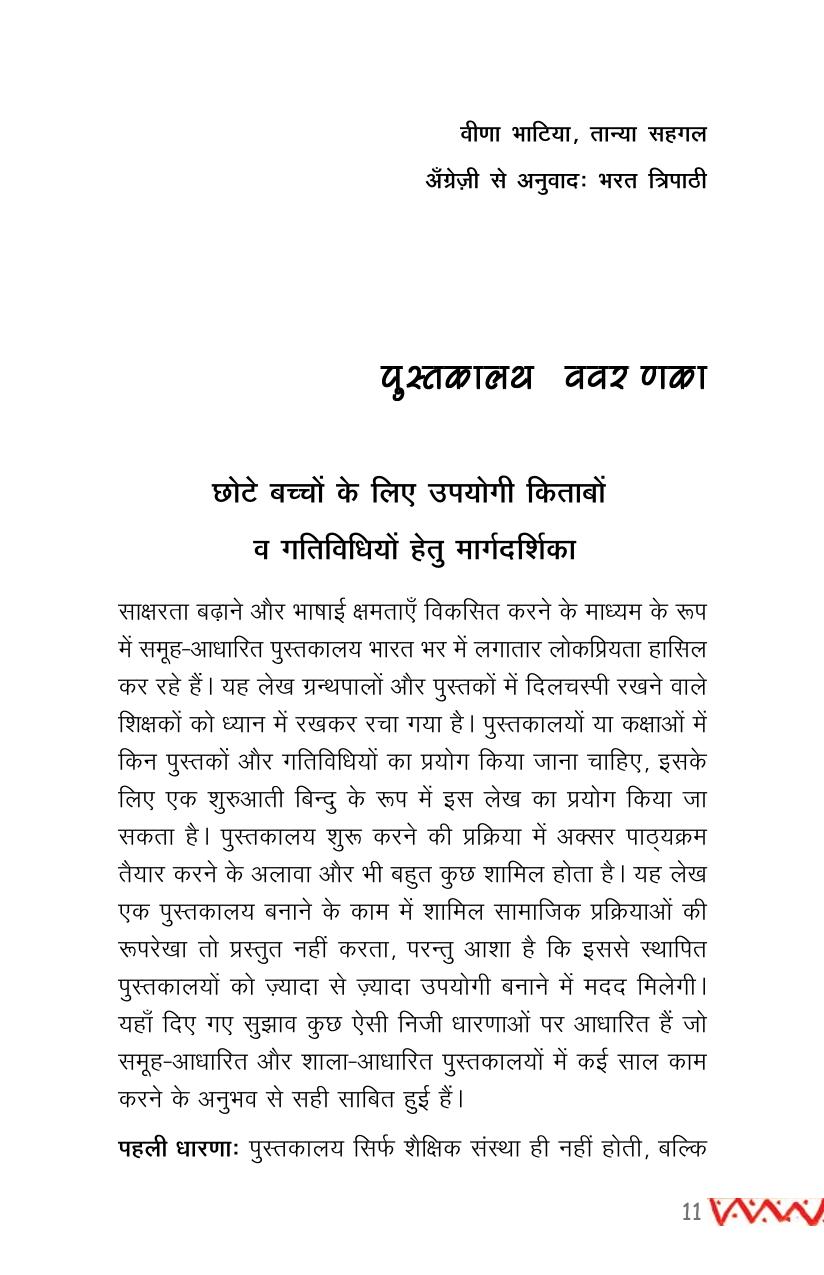 वीणा भाटिया, तान्या सहगल
अँग्रेज़ी से अनुवादः भरत त्रिपाठी
पुस्तकालय ववर णका
छोटे बच्चों के लिए उपयोगी किताबों
व गतिविधियों हेतु मार्गदर्शिका
साक्षरता बढ़ाने और भाषाई क्षमताएँ विकसित करने के माध्यम के रूप
में समूह-आधारित पुस्तकालय भारत भर में लगातार लोकप्रियता हासिल
कर रहे हैं। यह लेख ग्रन्थपालों और पुस्तकों में दिलचस्पी रखने वाले
शिक्षकों को ध्यान में रखकर रचा गया है। पुस्तकालयों या कक्षाओं में
किन पुस्तकों और गतिविधियों का प्रयोग किया जाना चाहिए, इसके
लिए एक शुरुआती बिन्दु के रूप में इस लेख का प्रयोग किया जा
सकता है। पुस्तकालय शुरू करने की प्रक्रिया में अक्सर पाठ्यक्रम
तैयार करने के अलावा और भी बहुत कुछ शामिल होता है। यह लेख
एक पुस्तकालय बनाने के काम में शामिल सामाजिक प्रक्रियाओं की
रूपरेखा तो प्रस्तुत नहीं करता, परन्तु आशा है कि इससे स्थापित
पुस्तकालयों को ज़्यादा से ज़्यादा उपयोगी बनाने में मदद मिलेगी।
यहाँ दिए गए सुझाव कुछ ऐसी निजी धारणाओं पर आधारित हैं जो
समूह-आधारित और शाला-आधारित पुस्तकालयों में कई साल काम
करने के अनुभव से सही साबित हुई हैं।
पहली धारणाः पुस्तकालय सिर्फ शैक्षिक संस्था ही नहीं होती, बल्कि
11